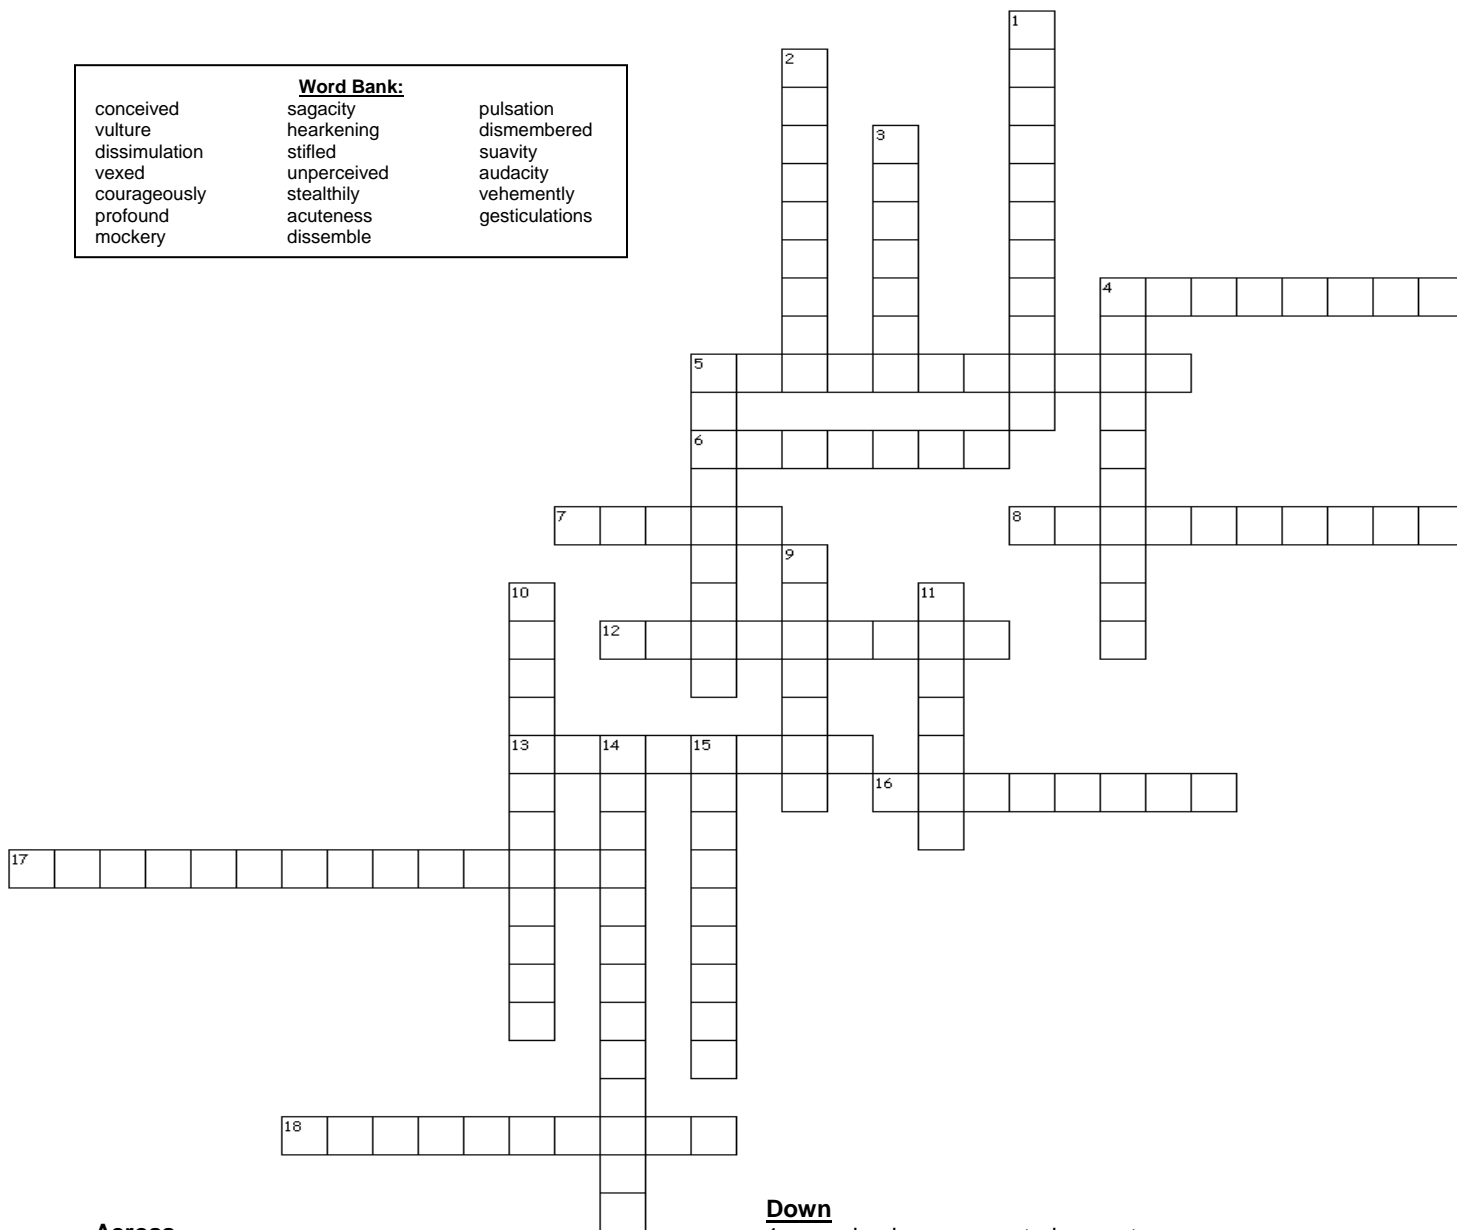 Word Bank:
conceived sagacity pulsation
vulture hearkening dismembered
dissimulation stifled suavity
vexed unperceived audacity
courageously stealthily vehemently
profound acuteness gesticulations
mockery dissemble
1
2
3
4
5
6
7
8
9
10
11
12
13 14 15
16
17
18
Down